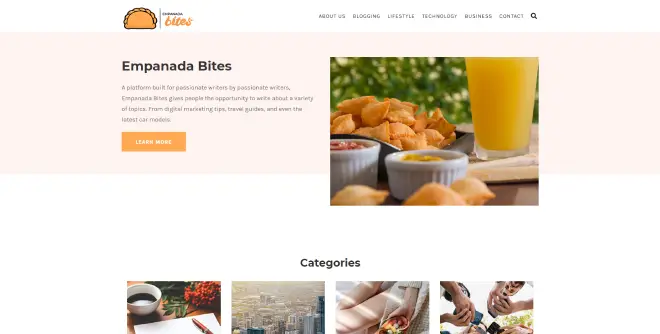 EMPANADA
bites
ABOUT US BLOGGING LIFESTYLE TECHNOLOGY BUSINESS CONTACT
Empanada Bites
A platform built for passionate writers by passionate writers,
Empanada Bites gives people the opportunity to write about a variety
of topics. From digital marketing tips, travel guides, and even the
latest car models.
LEARN MORE
Categories